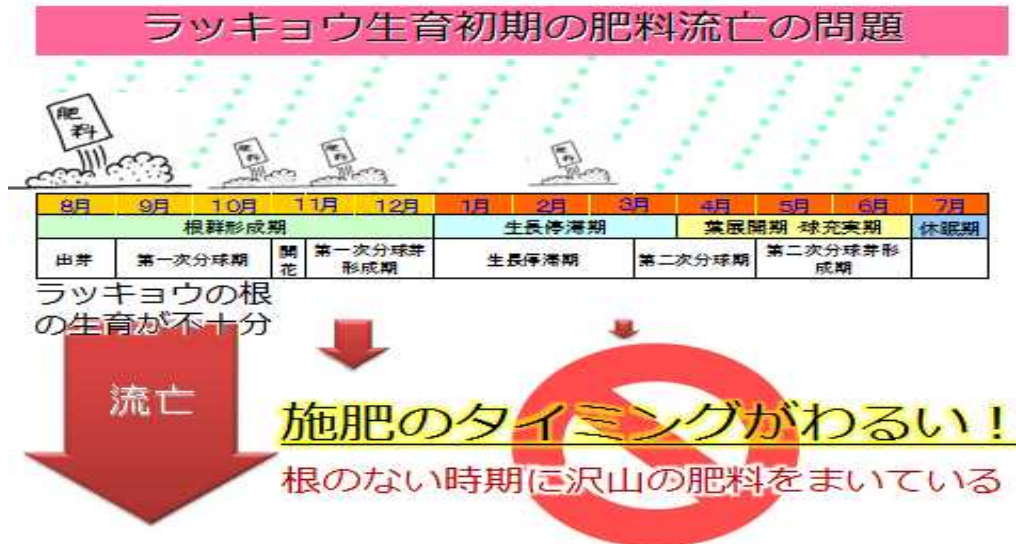 ラッキョウ生育初期の肥料流亡の問題
肥料
肥料
肥料
肥料
8月 9月 10月 11月 12月 1月 2月 3月 4月 5月 6月 7月
根群形成期 生長停滞期 葉展開期・球充実期 休眠期
出芽 第一次分球期 開花 第一次分球芽形成期 生長停滞期 第二次分球期 第二次分球芽形成期
ラッキョウの根
の生育が不十分
流亡
施肥のタイミングがわるい！
根のない時期に沢山の肥料をまいている